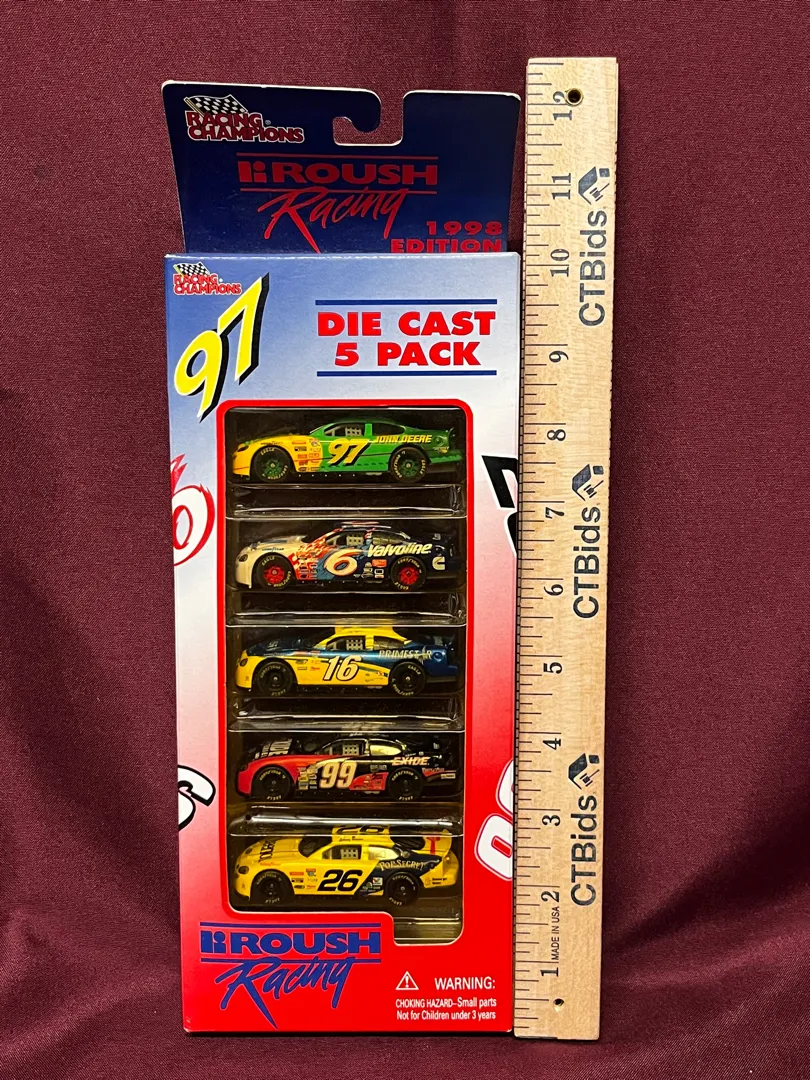 RACING
CHAMPIONS
ROUSH
Racing
1998
EDITION
RACING
CHAMPIONS
97
DIE CAST
5 PACK
97 JOHN DEERE
6 Valvoline
16 PRIMESTAR
99 EXIDE
26 POP SECRET
ROUSH
Racing
WARNING:
CHOKING HAZARD–Small parts
Not for Children under 3 years
12
11
10
9
8
7
6
5
4
3
2
1
CTBids
CTBids
CTBids
MADE IN USA